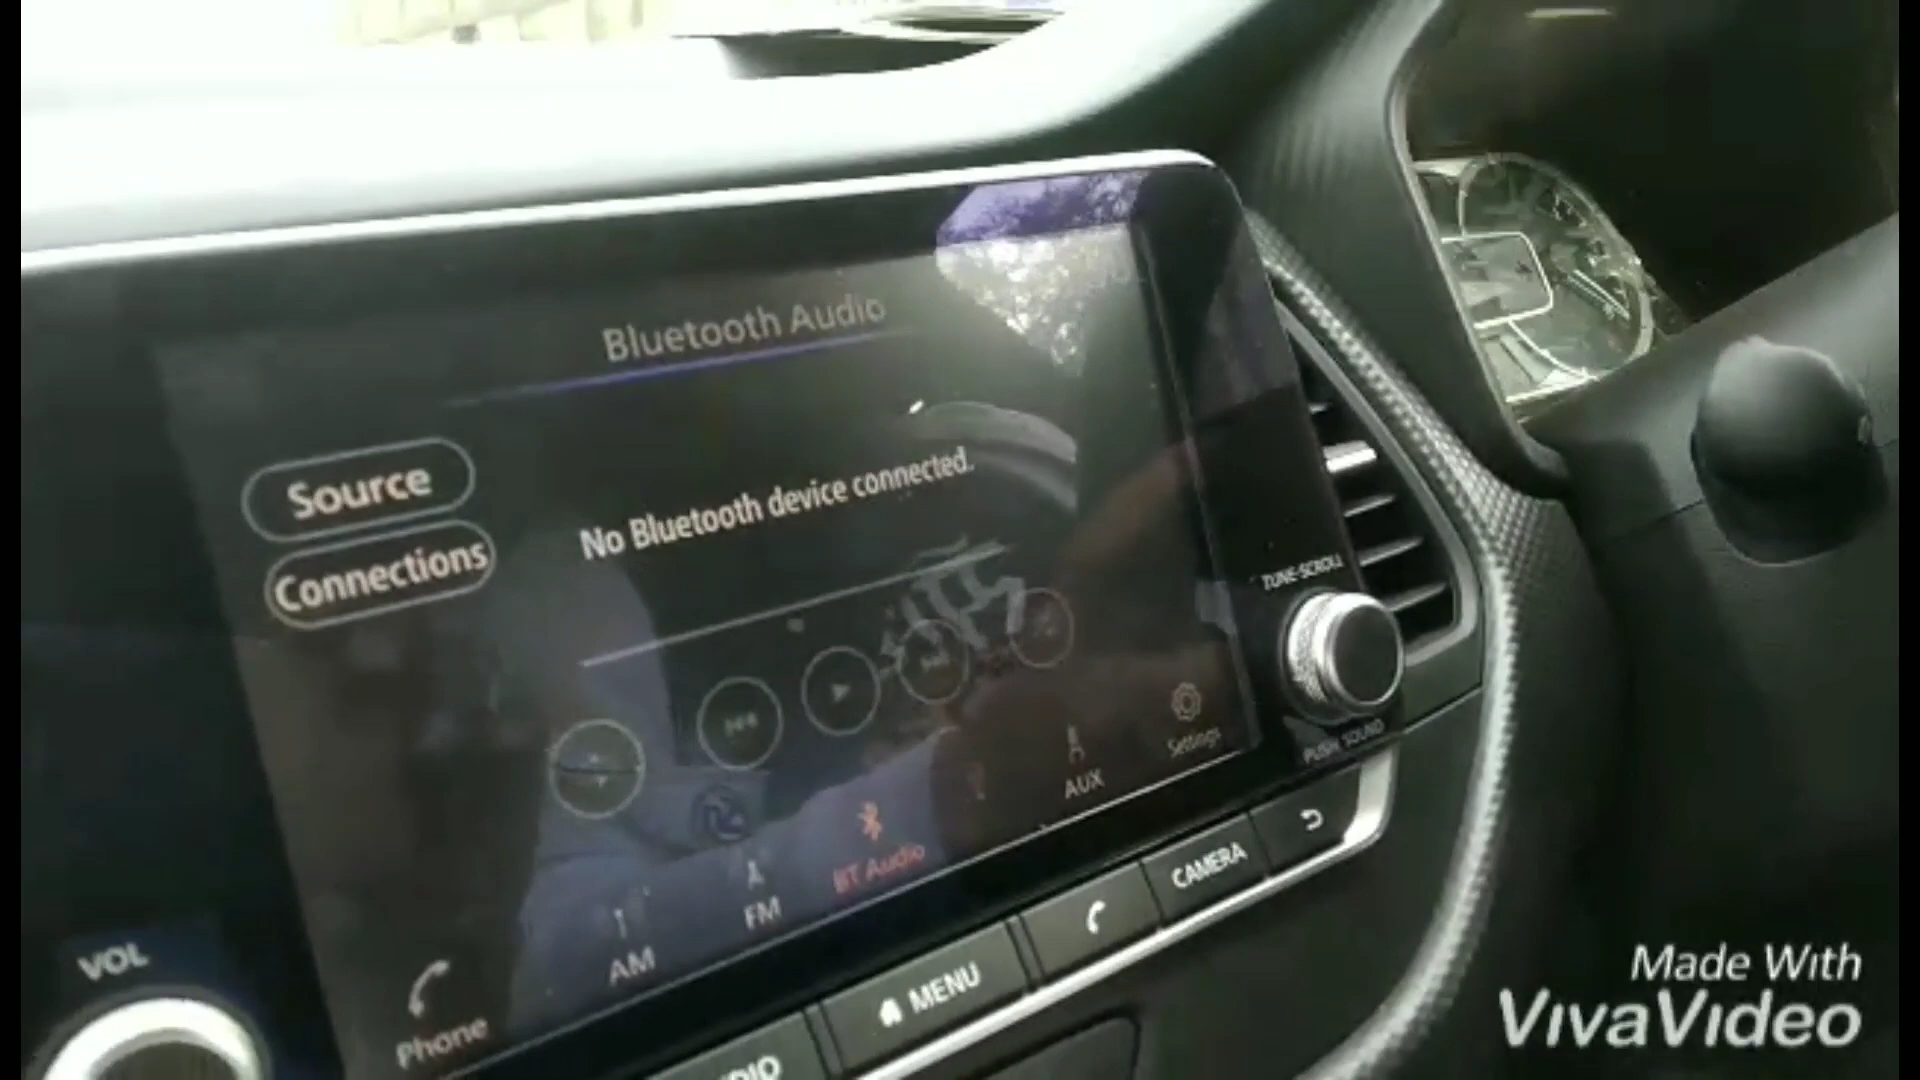 Bluetooth Audio
Source
No Bluetooth device connected.
Connections
TUNE·SCROLL
PUSH SOUND
Settings
AUX
BT Audio
FM
AM
Phone
VOL
CAMERA
MENU
Made With
VivaVideo